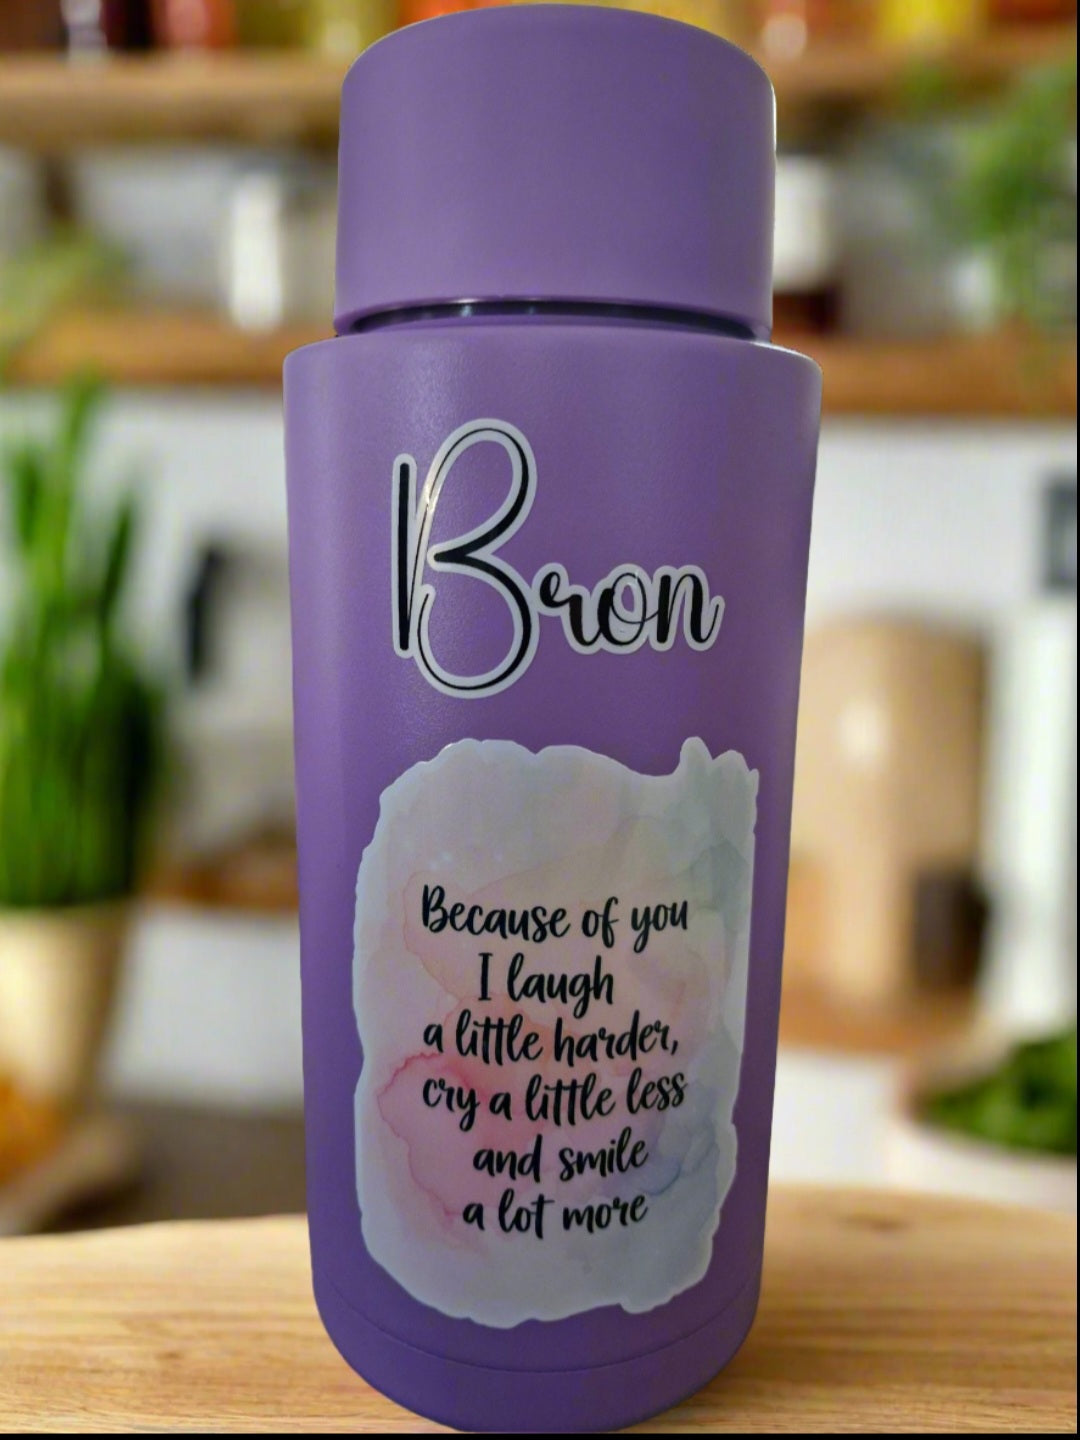 Bron
Because of you
I laugh
a little harder,
cry a little less
and smile
a lot more